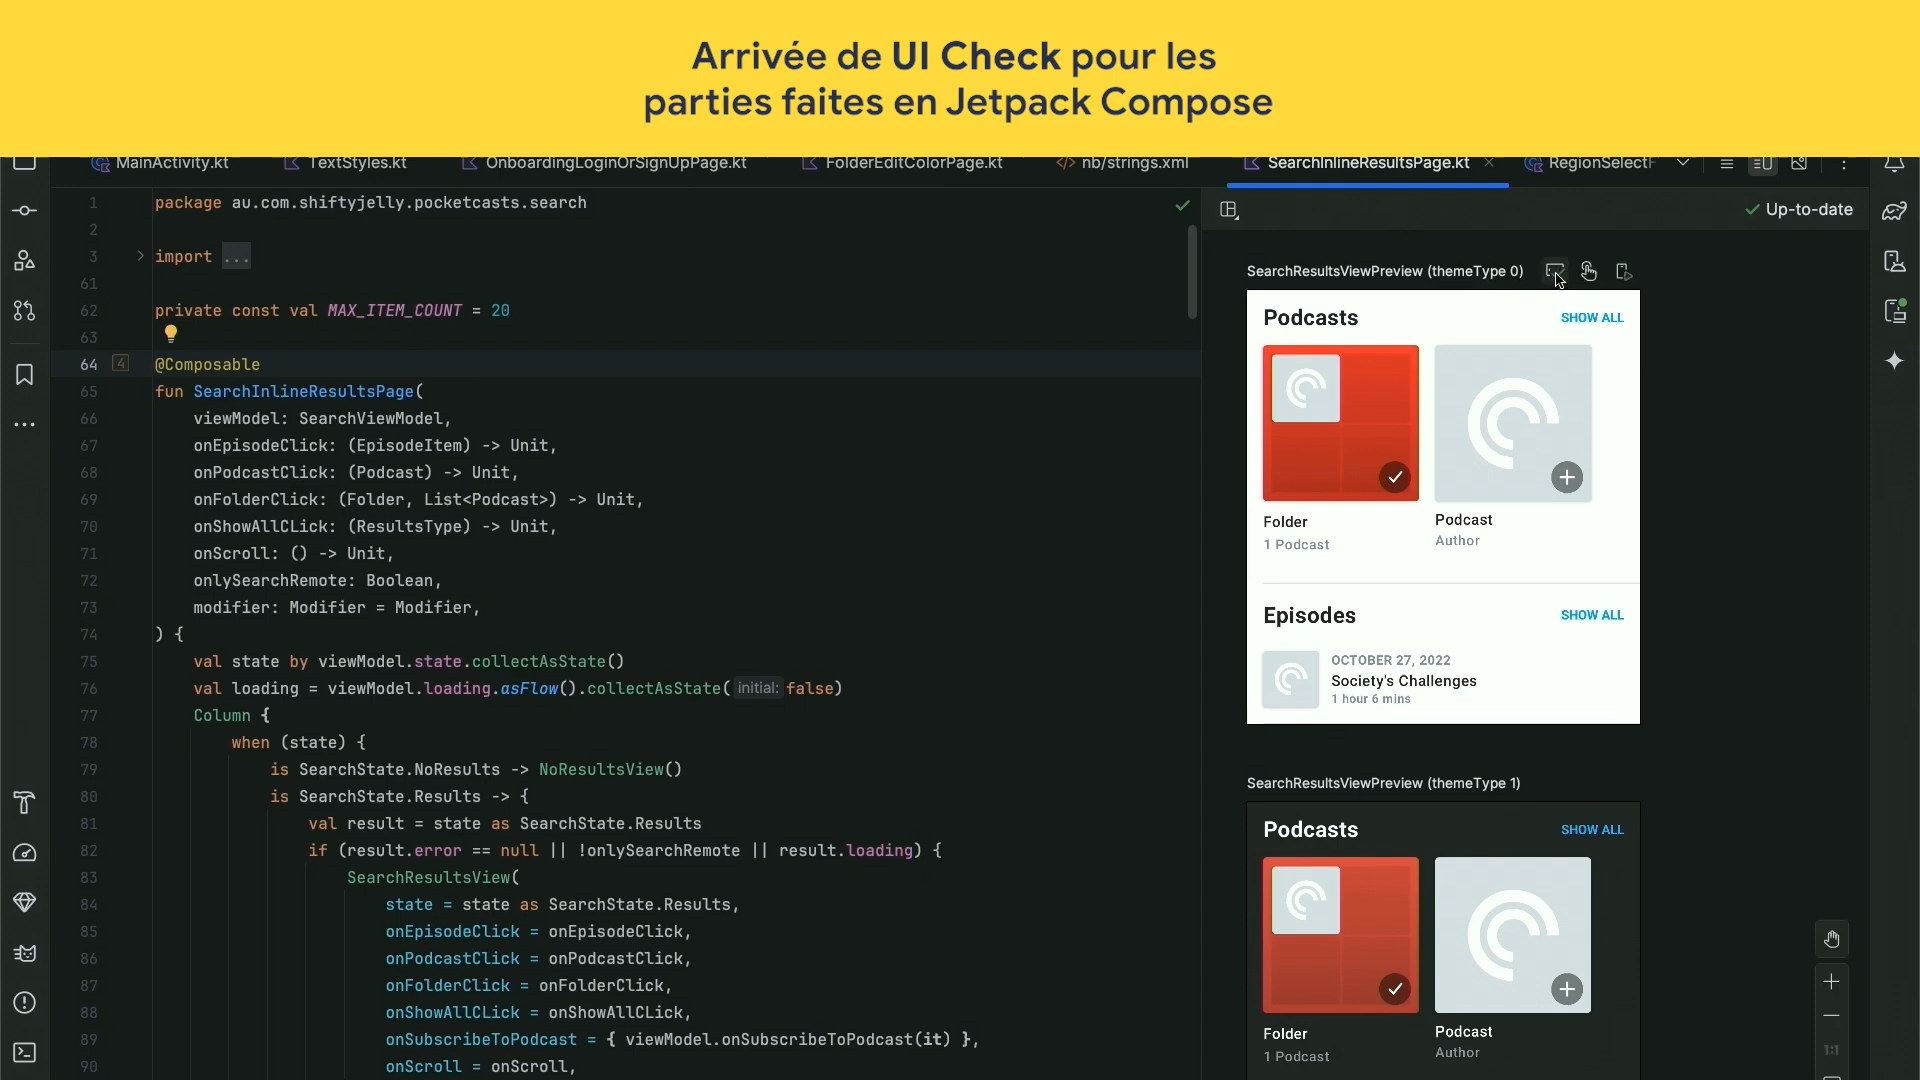 Arrivée de UI Check pour les
parties faites en Jetpack Compose
MainActivity.kt
TextStyles.kt
OnboardingLoginOrSignUpPage.kt
FolderEditColorPage.kt
nb/strings.xml
SearchInlineResultsPage.kt
RegionSelectF
1 package au.com.shiftyjelly.pocketcasts.search
2
3 import ...
61
62 private const val MAX_ITEM_COUNT = 20
63
64 4 @Composable
65 fun SearchInlineResultsPage(
66 viewModel: SearchViewModel,
67 onEpisodeClick: (EpisodeItem) -> Unit,
68 onPodcastClick: (Podcast) -> Unit,
69 onFolderClick: (Folder, List<Podcast>) -> Unit,
70 onShowAllCLick: (ResultsType) -> Unit,
71 onScroll: () -> Unit,
72 onlySearchRemote: Boolean,
73 modifier: Modifier = Modifier,
74 ) {
75 val state by viewModel.state.collectAsState()
76 val loading = viewModel.loading.asFlow().collectAsState( initial: false)
77 Column {
78 when (state) {
79 is SearchState.NoResults -> NoResultsView()
80 is SearchState.Results -> {
81 val result = state as SearchState.Results
82 if (result.error == null || !onlySearchRemote || result.loading) {
83 SearchResultsView(
84 state = state as SearchState.Results,
85 onEpisodeClick = onEpisodeClick,
86 onPodcastClick = onPodcastClick,
87 onFolderClick = onFolderClick,
88 onShowAllCLick = onShowAllCLick,
89 onSubscribeToPodcast = { viewModel.onSubscribeToPodcast(it) },
90 onScroll = onScroll,
Up-to-date
SearchResultsViewPreview (themeType 0)
Podcasts
SHOW ALL
Folder
1 Podcast
Podcast
Author
Episodes
SHOW ALL
OCTOBER 27, 2022
Society's Challenges
1 hour 6 mins
SearchResultsViewPreview (themeType 1)
Podcasts
SHOW ALL
Folder
1 Podcast
Podcast
Author
1:1